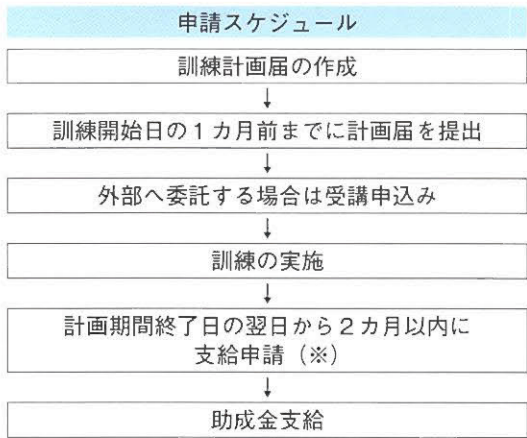 申請スケジュール
訓練計画届の作成
↓
訓練開始日の1カ月前までに計画届を提出
↓
外部へ委託する場合は受講申込み
↓
訓練の実施
↓
計画期間終了日の翌日から2カ月以内に
支給申請（※）
↓
助成金支給